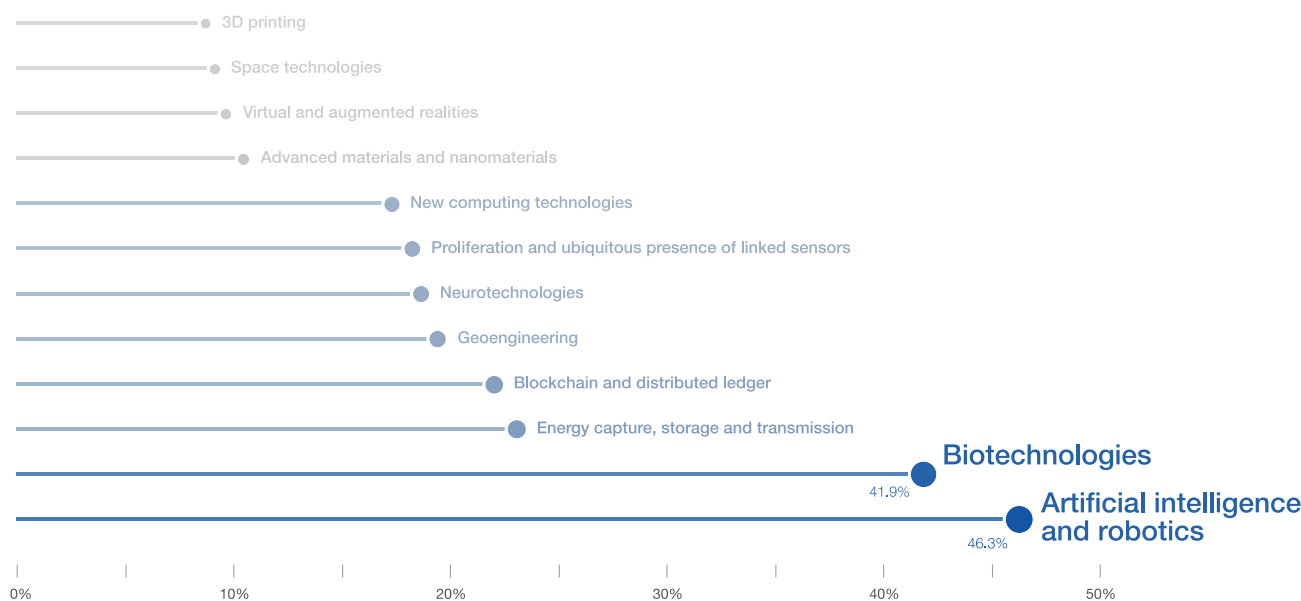 3D printing
Space technologies
Virtual and augmented realities
Advanced materials and nanomaterials
New computing technologies
Proliferation and ubiquitous presence of linked sensors
Neurotechnologies
Geoengineering
Blockchain and distributed ledger
Energy capture, storage and transmission
Biotechnologies
41.9%
Artificial intelligence
and robotics
46.3%
0% 10% 20% 30% 40% 50%